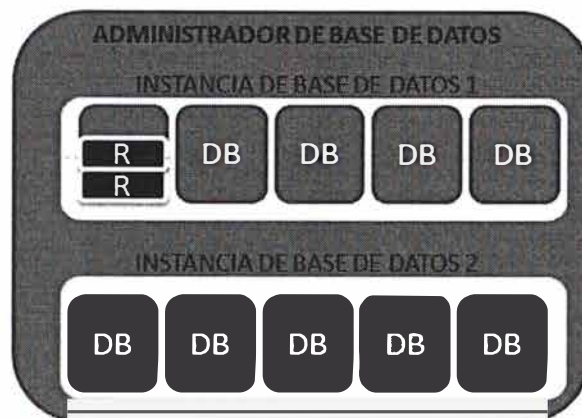 ADMINISTRADOR DE BASE DE DATOS
INSTANCIA DE BASE DE DATOS 1
R DB DB DB DB
R
INSTANCIA DE BASE DE DATOS 2
DB DB DB DB DB